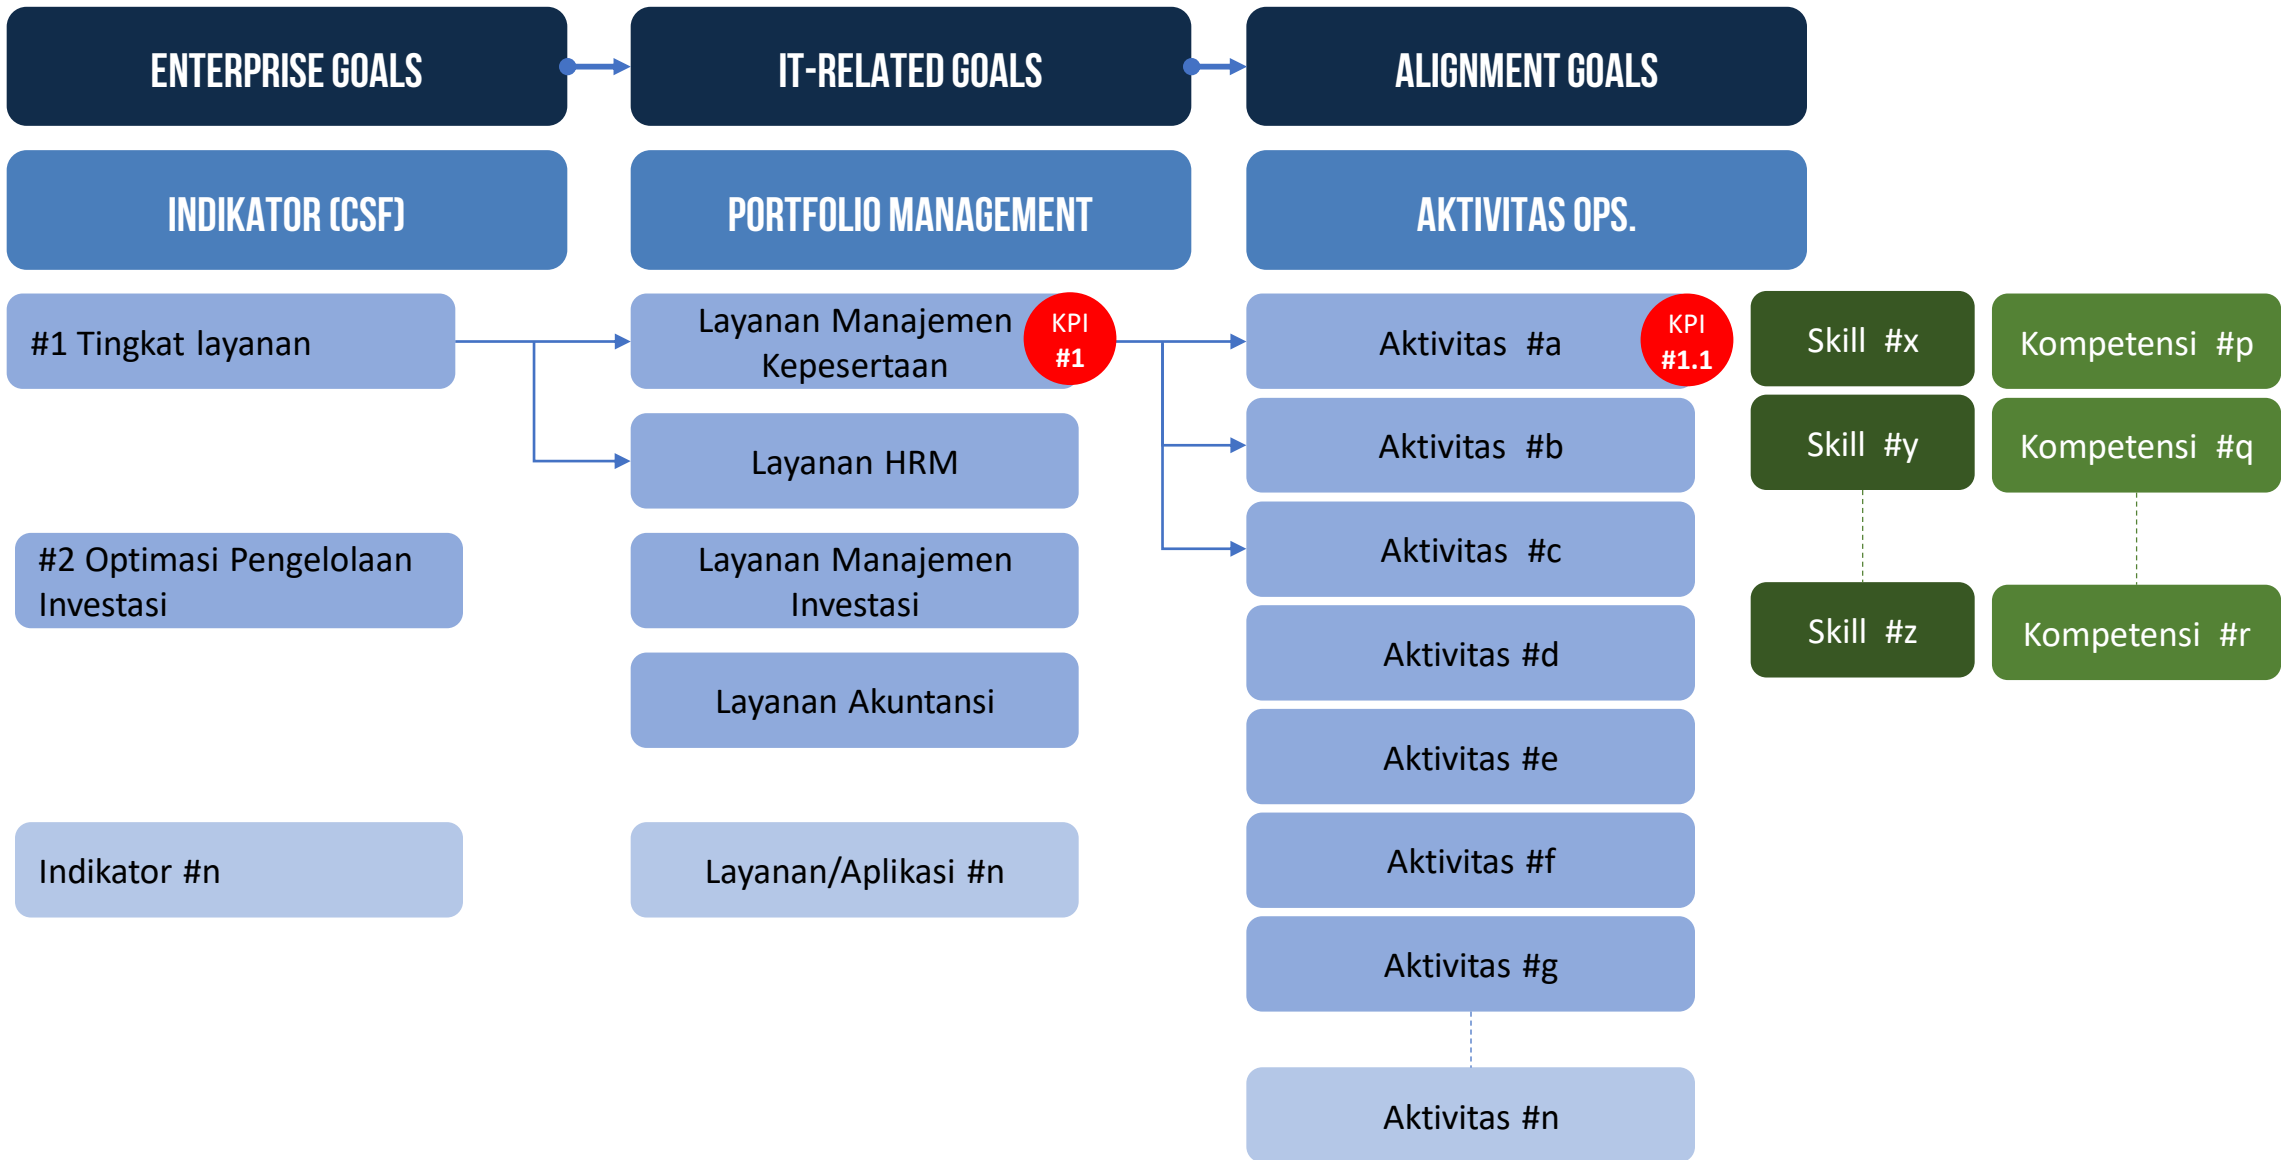 ENTERPRISE GOALS
IT-RELATED GOALS
ALIGNMENT GOALS
INDIKATOR (CSF)
PORTFOLIO MANAGEMENT
AKTIVITAS OPS.
#1 Tingkat layanan
#2 Optimasi Pengelolaan
Investasi
Indikator #n
Layanan Manajemen
Kepesertaan
KPI
#1
Layanan HRM
Layanan Manajemen
Investasi
Layanan Akuntansi
Layanan/Aplikasi #n
Aktivitas #a
KPI
#1.1
Aktivitas #b
Aktivitas #c
Aktivitas #d
Aktivitas #e
Aktivitas #f
Aktivitas #g
Aktivitas #n
Skill #x
Skill #y
Skill #z
Kompetensi #p
Kompetensi #q
Kompetensi #r